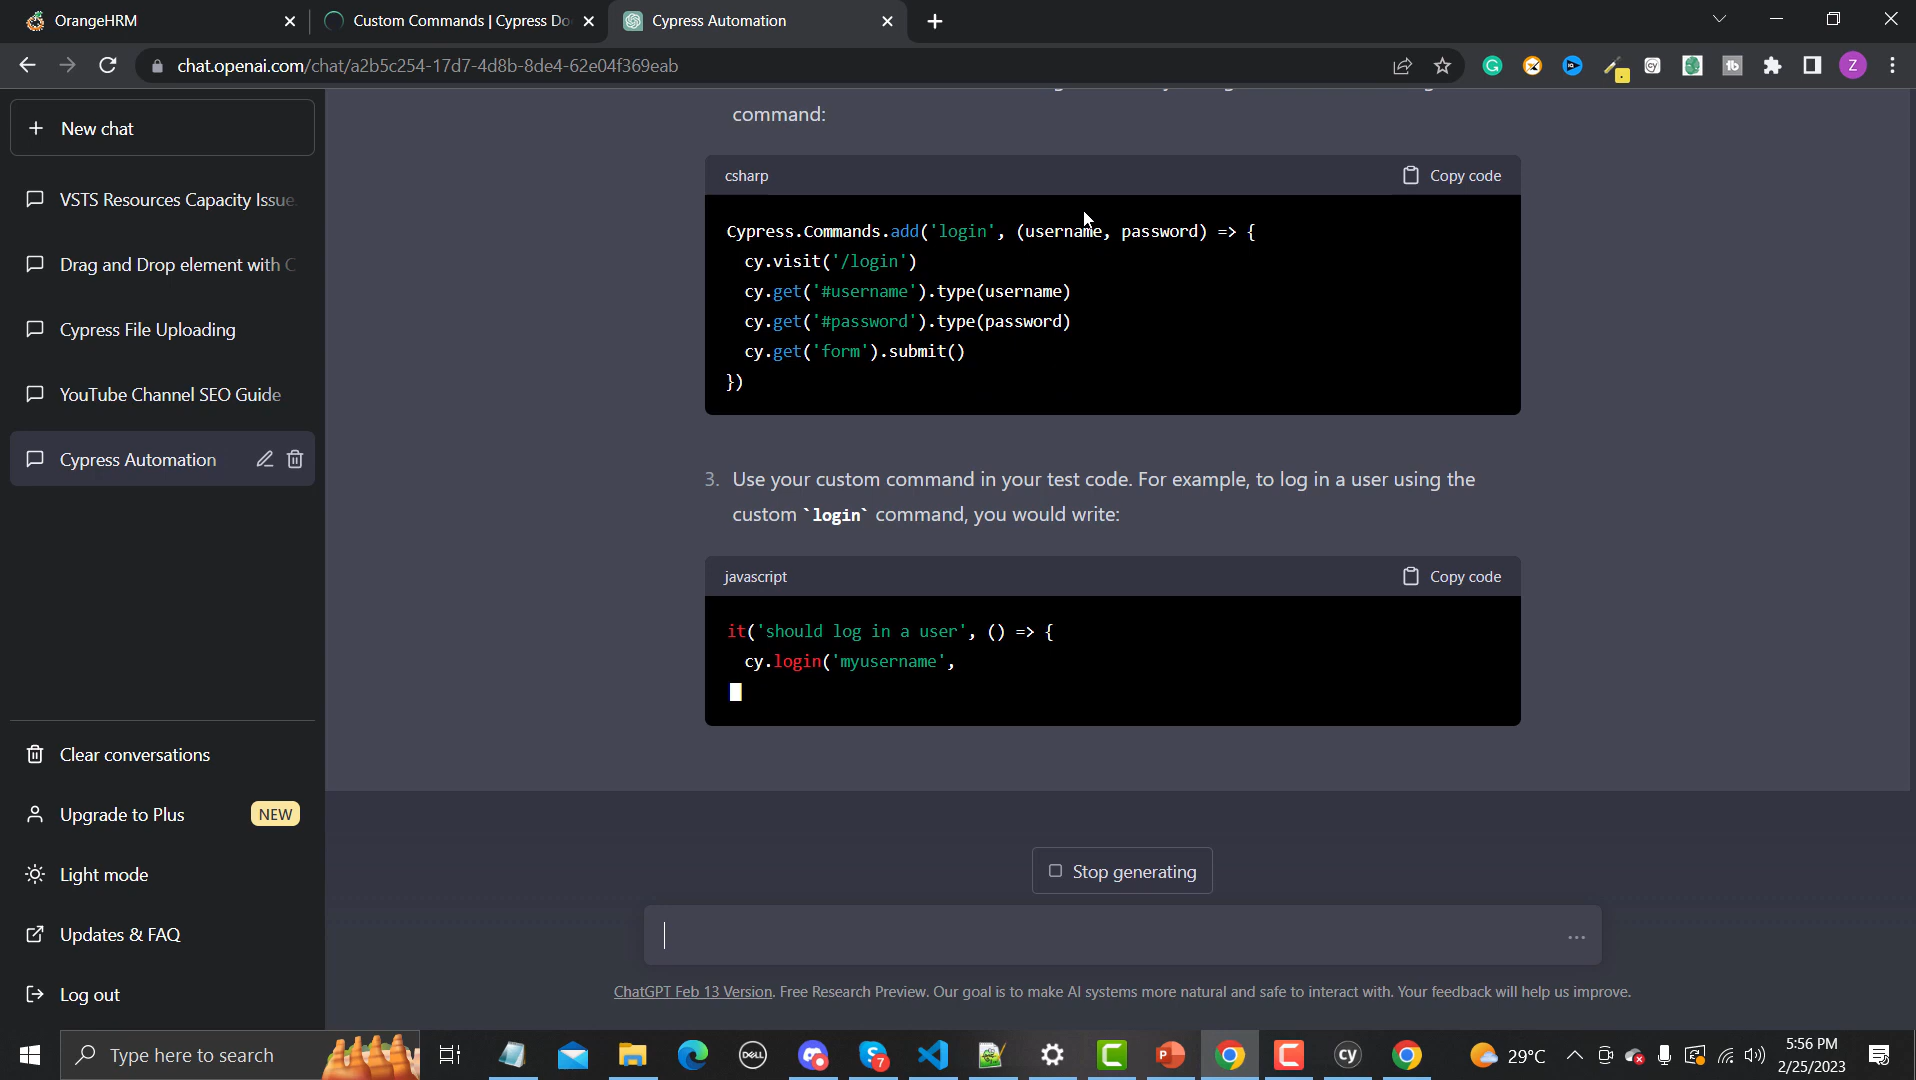 OrangeHRM
Custom Commands | Cypress Do
Cypress Automation
chat.openai.com/chat/a2b5c254-17d7-4d8b-8de4-62e04f369eab
Z
New chat
VSTS Resources Capacity Issue.
Drag and Drop element with C
Cypress File Uploading
YouTube Channel SEO Guide
Cypress Automation
Clear conversations
Upgrade to Plus
NEW
Light mode
Updates & FAQ
Log out
command:
csharp
Copy code
Cypress.Commands.add('login', (username, password) => {
cy.visit('/login')
cy.get('#username').type(username)
cy.get('#password').type(password)
cy.get('form').submit()
})
3. Use your custom command in your test code. For example, to log in a user using the
custom `login` command, you would write:
javascript
Copy code
it('should log in a user', () => {
cy.login('myusername',
Stop generating
ChatGPT Feb 13 Version. Free Research Preview. Our goal is to make AI systems more natural and safe to interact with. Your feedback will help us improve.
Type here to search
DELL
7
cy
29°C
5:56 PM
2/25/2023